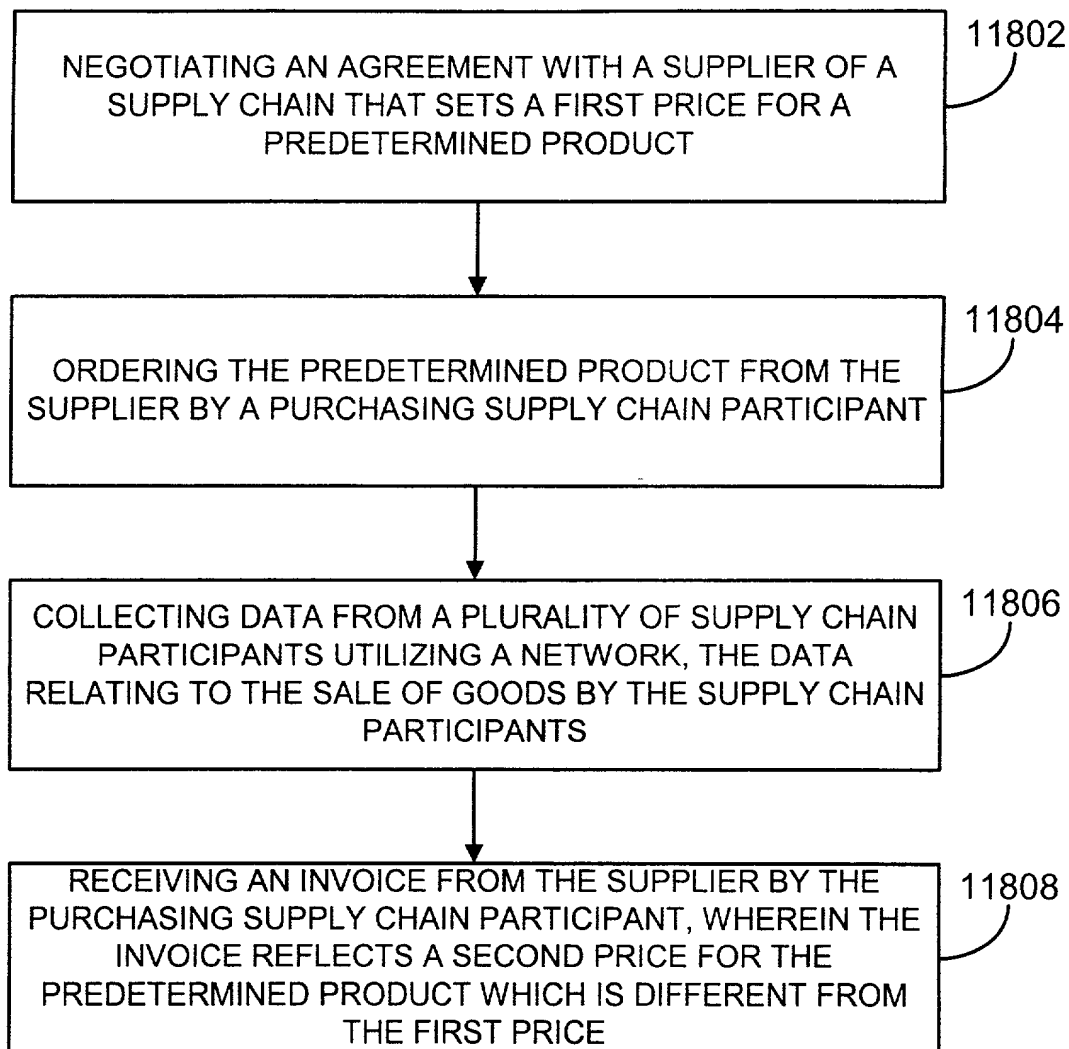 11802
NEGOTIATING AN AGREEMENT WITH A SUPPLIER OF A
SUPPLY CHAIN THAT SETS A FIRST PRICE FOR A
PREDETERMINED PRODUCT
11804
ORDERING THE PREDETERMINED PRODUCT FROM THE
SUPPLIER BY A PURCHASING SUPPLY CHAIN PARTICIPANT
11806
COLLECTING DATA FROM A PLURALITY OF SUPPLY CHAIN
PARTICIPANTS UTILIZING A NETWORK, THE DATA
RELATING TO THE SALE OF GOODS BY THE SUPPLY CHAIN
PARTICIPANTS
11808
RECEIVING AN INVOICE FROM THE SUPPLIER BY THE
PURCHASING SUPPLY CHAIN PARTICIPANT, WHEREIN THE
INVOICE REFLECTS A SECOND PRICE FOR THE
PREDETERMINED PRODUCT WHICH IS DIFFERENT FROM
THE FIRST PRICE